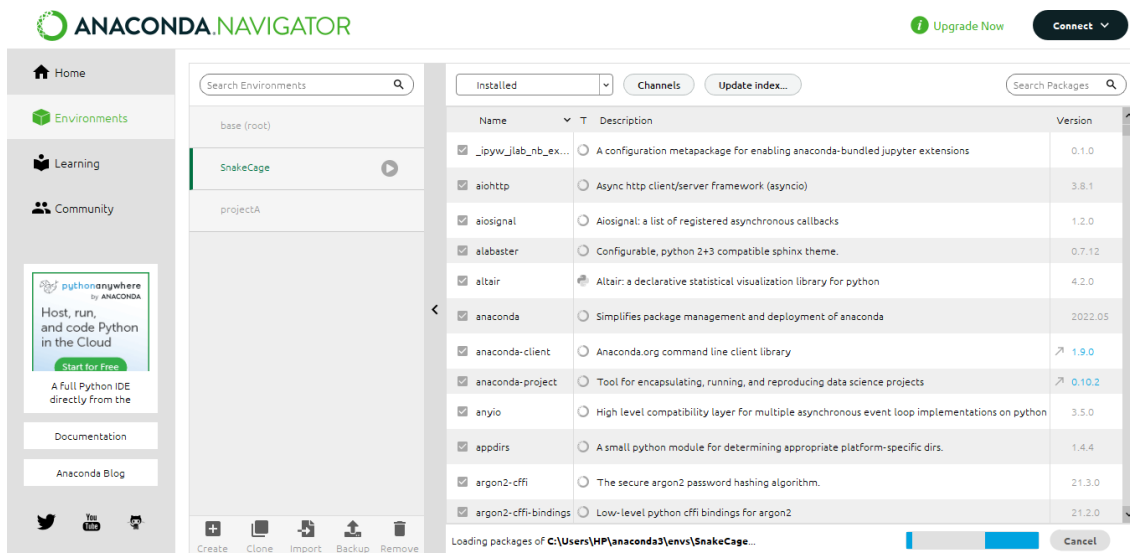 ANACONDA.NAVIGATOR
i Upgrade Now
Connect
Home
Environments
Learning
Community
pythonanywhere
by ANACONDA
Host, run,
and code Python
in the Cloud
Start for Free
A full Python IDE
directly from the
Documentation
Anaconda Blog
You
Tube
Search Environments
base (root)
SnakeCage
projectA
Create Clone Import Backup Remove
Installed Channels Update index... Search Packages
Name T Description Version
_ipyw_jlab_nb_ex... A configuration metapackage for enabling anaconda-bundled jupyter extensions 0.1.0
aiohttp Async http client/server framework (asyncio) 3.8.1
aiosignal Aiosignal: a list of registered asynchronous callbacks 1.2.0
alabaster Configurable, python 2+3 compatible sphinx theme. 0.7.12
altair Altair: a declarative statistical visualization library for python 4.2.0
anaconda Simplifies package management and deployment of anaconda 2022.05
anaconda-client Anaconda.org command line client library 1.9.0
anaconda-project Tool for encapsulating, running, and reproducing data science projects 0.10.2
anyio High level compatibility layer for multiple asynchronous event loop implementations on python 3.5.0
appdirs A small python module for determining appropriate platform-specific dirs. 1.4.4
argon2-cffi The secure argon2 password hashing algorithm. 21.3.0
argon2-cffi-bindings Low-level python cffi bindings for argon2 21.2.0
Loading packages of C:\Users\HP\anaconda3\envs\SnakeCage... Cancel